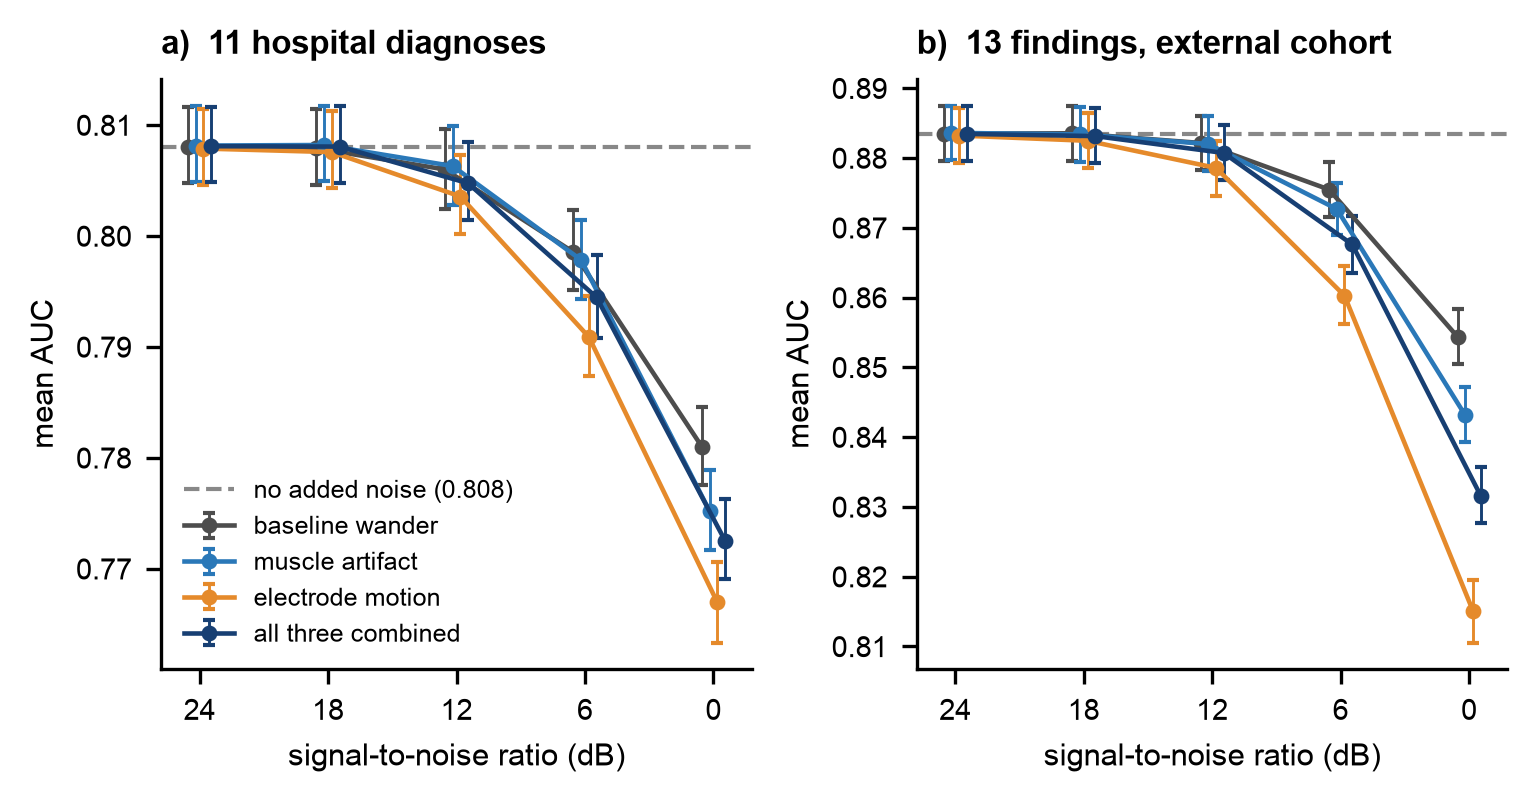 a)  11 hospital diagnoses
mean AUC
0.81
0.80
0.79
0.78
0.77
no added noise (0.808)
baseline wander
muscle artifact
electrode motion
all three combined
24 18 12 6 0
signal-to-noise ratio (dB)
b)  13 findings, external cohort
mean AUC
0.89
0.88
0.87
0.86
0.85
0.84
0.83
0.82
0.81
24 18 12 6 0
signal-to-noise ratio (dB)